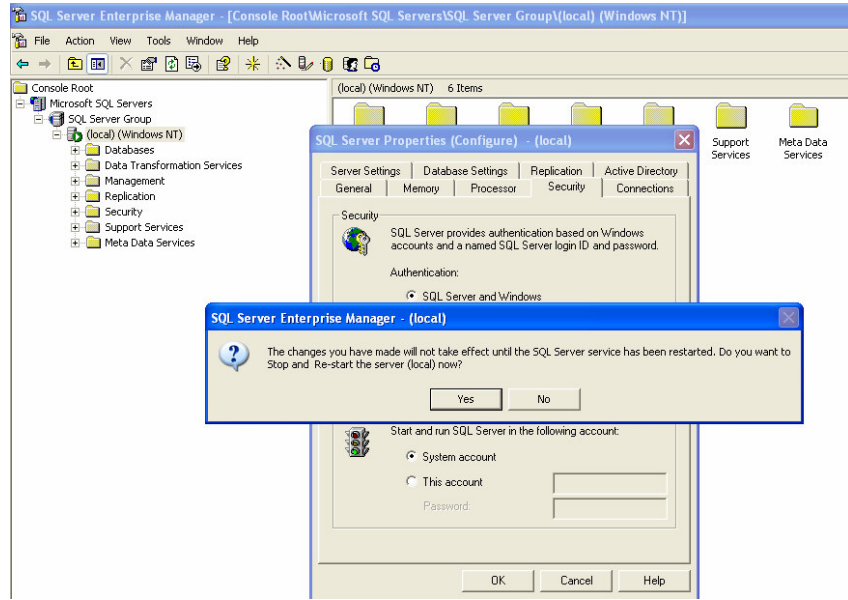 SQL Server Enterprise Manager - [Console Root\Microsoft SQL Servers\SQL Server Group\(local) (Windows NT)]
File Action View Tools Window Help
Console Root
Microsoft SQL Servers
SQL Server Group
(local) (Windows NT)
Databases
Data Transformation Services
Management
Replication
Security
Support Services
Meta Data Services
(local) (Windows NT) 6 Items
Support
Services
Meta Data
Services
SQL Server Properties (Configure) - (local)
Server Settings Database Settings Replication Active Directory
General Memory Processor Security Connections
Security
SQL Server provides authentication based on Windows
accounts and a named SQL Server login ID and password.
Authentication:
SQL Server and Windows
SQL Server Enterprise Manager - (local)
The changes you have made will not take effect until the SQL Server service has been restarted. Do you want to
Stop and Re-start the server (local) now?
Yes No
Start and run SQL Server in the following account:
System account
This account
Password:
OK Cancel Help